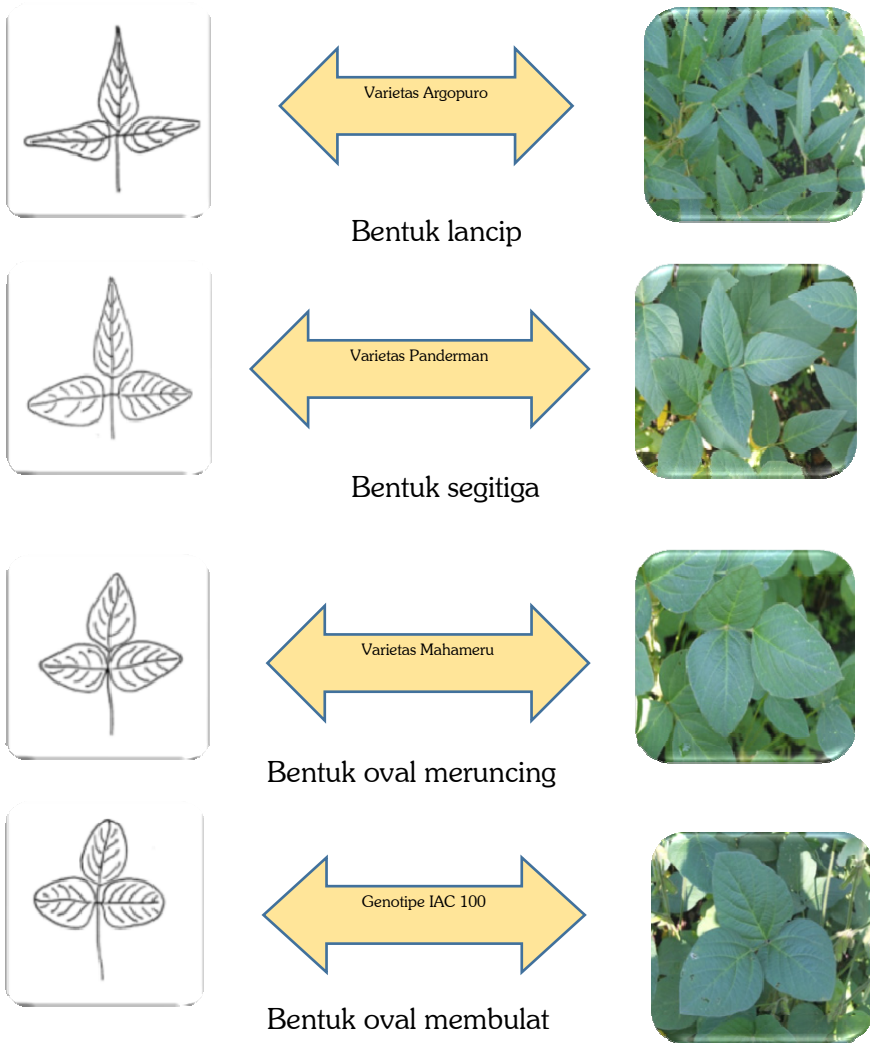 Varietas Argopuro
Bentuk lancip
Varietas Panderman
Bentuk segitiga
Varietas Mahameru
Bentuk oval meruncing
Genotipe IAC 100
Bentuk oval membulat